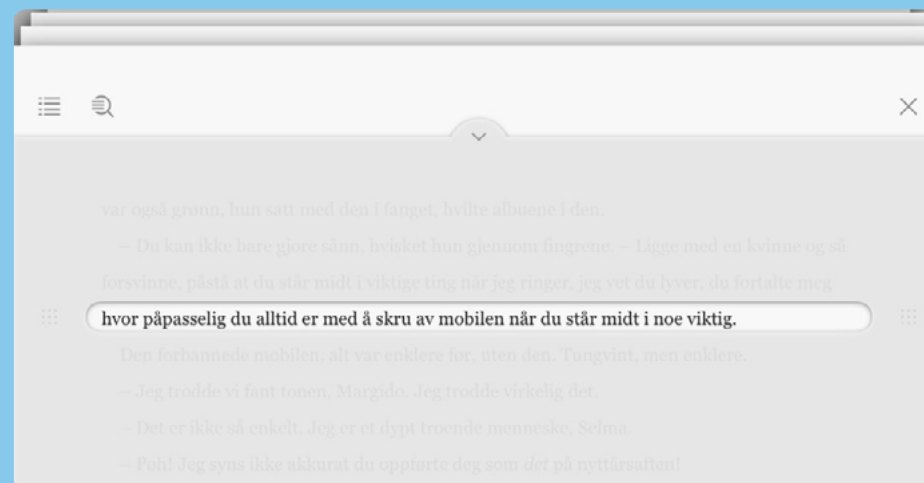 var også grønn, hun satt med den i fanget, hvilte albuene i den.
– Du kan ikke bare gjøre sånn, hvisket hun gjennom fingrene. – Ligge med en kvinne og så
forsvinne, påstå at du står midt i viktige ting når jeg ringer, jeg vet du lyver, du fortalte meg
hvor påpasselig du alltid er med å skru av mobilen når du står midt i noe viktig.
Den forbannede mobilen, alt var enklere før, uten den. Tungvint, men enklere.
– Jeg trodde vi fant tonen, Margido. Jeg trodde virkelig det.
– Det er ikke så enkelt. Jeg er et dypt troende menneske, Selma.
– Pøh! Jeg syns ikke akkurat du oppførte deg som det på nyttårsaften!